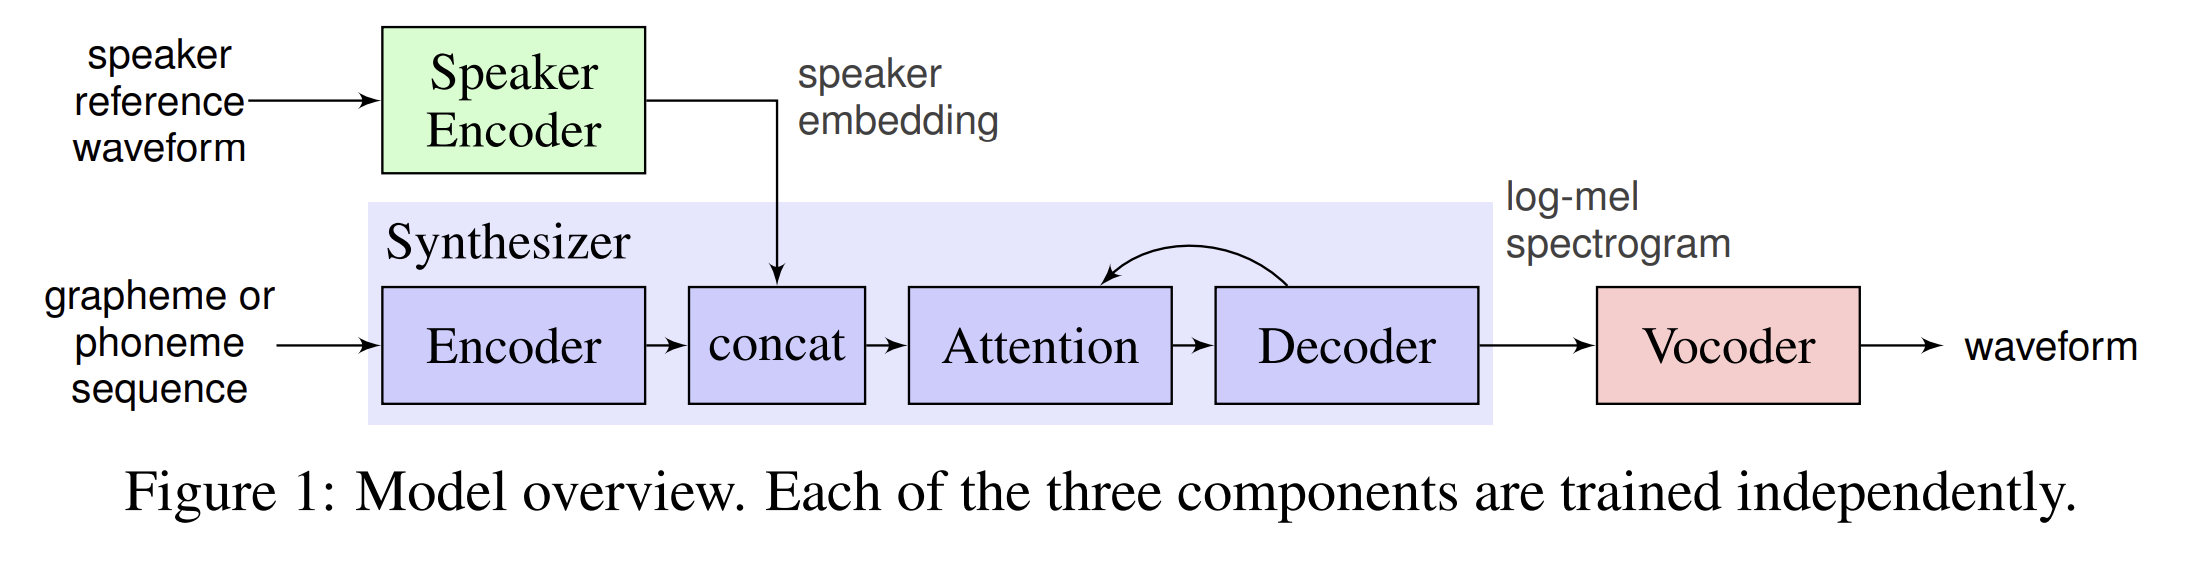 speaker
reference
waveform
Speaker
Encoder
speaker
embedding
Synthesizer
log-mel
spectrogram
grapheme or
phoneme
sequence
Encoder
concat
Attention
Decoder
Vocoder
waveform
Figure 1: Model overview. Each of the three components are trained independently.